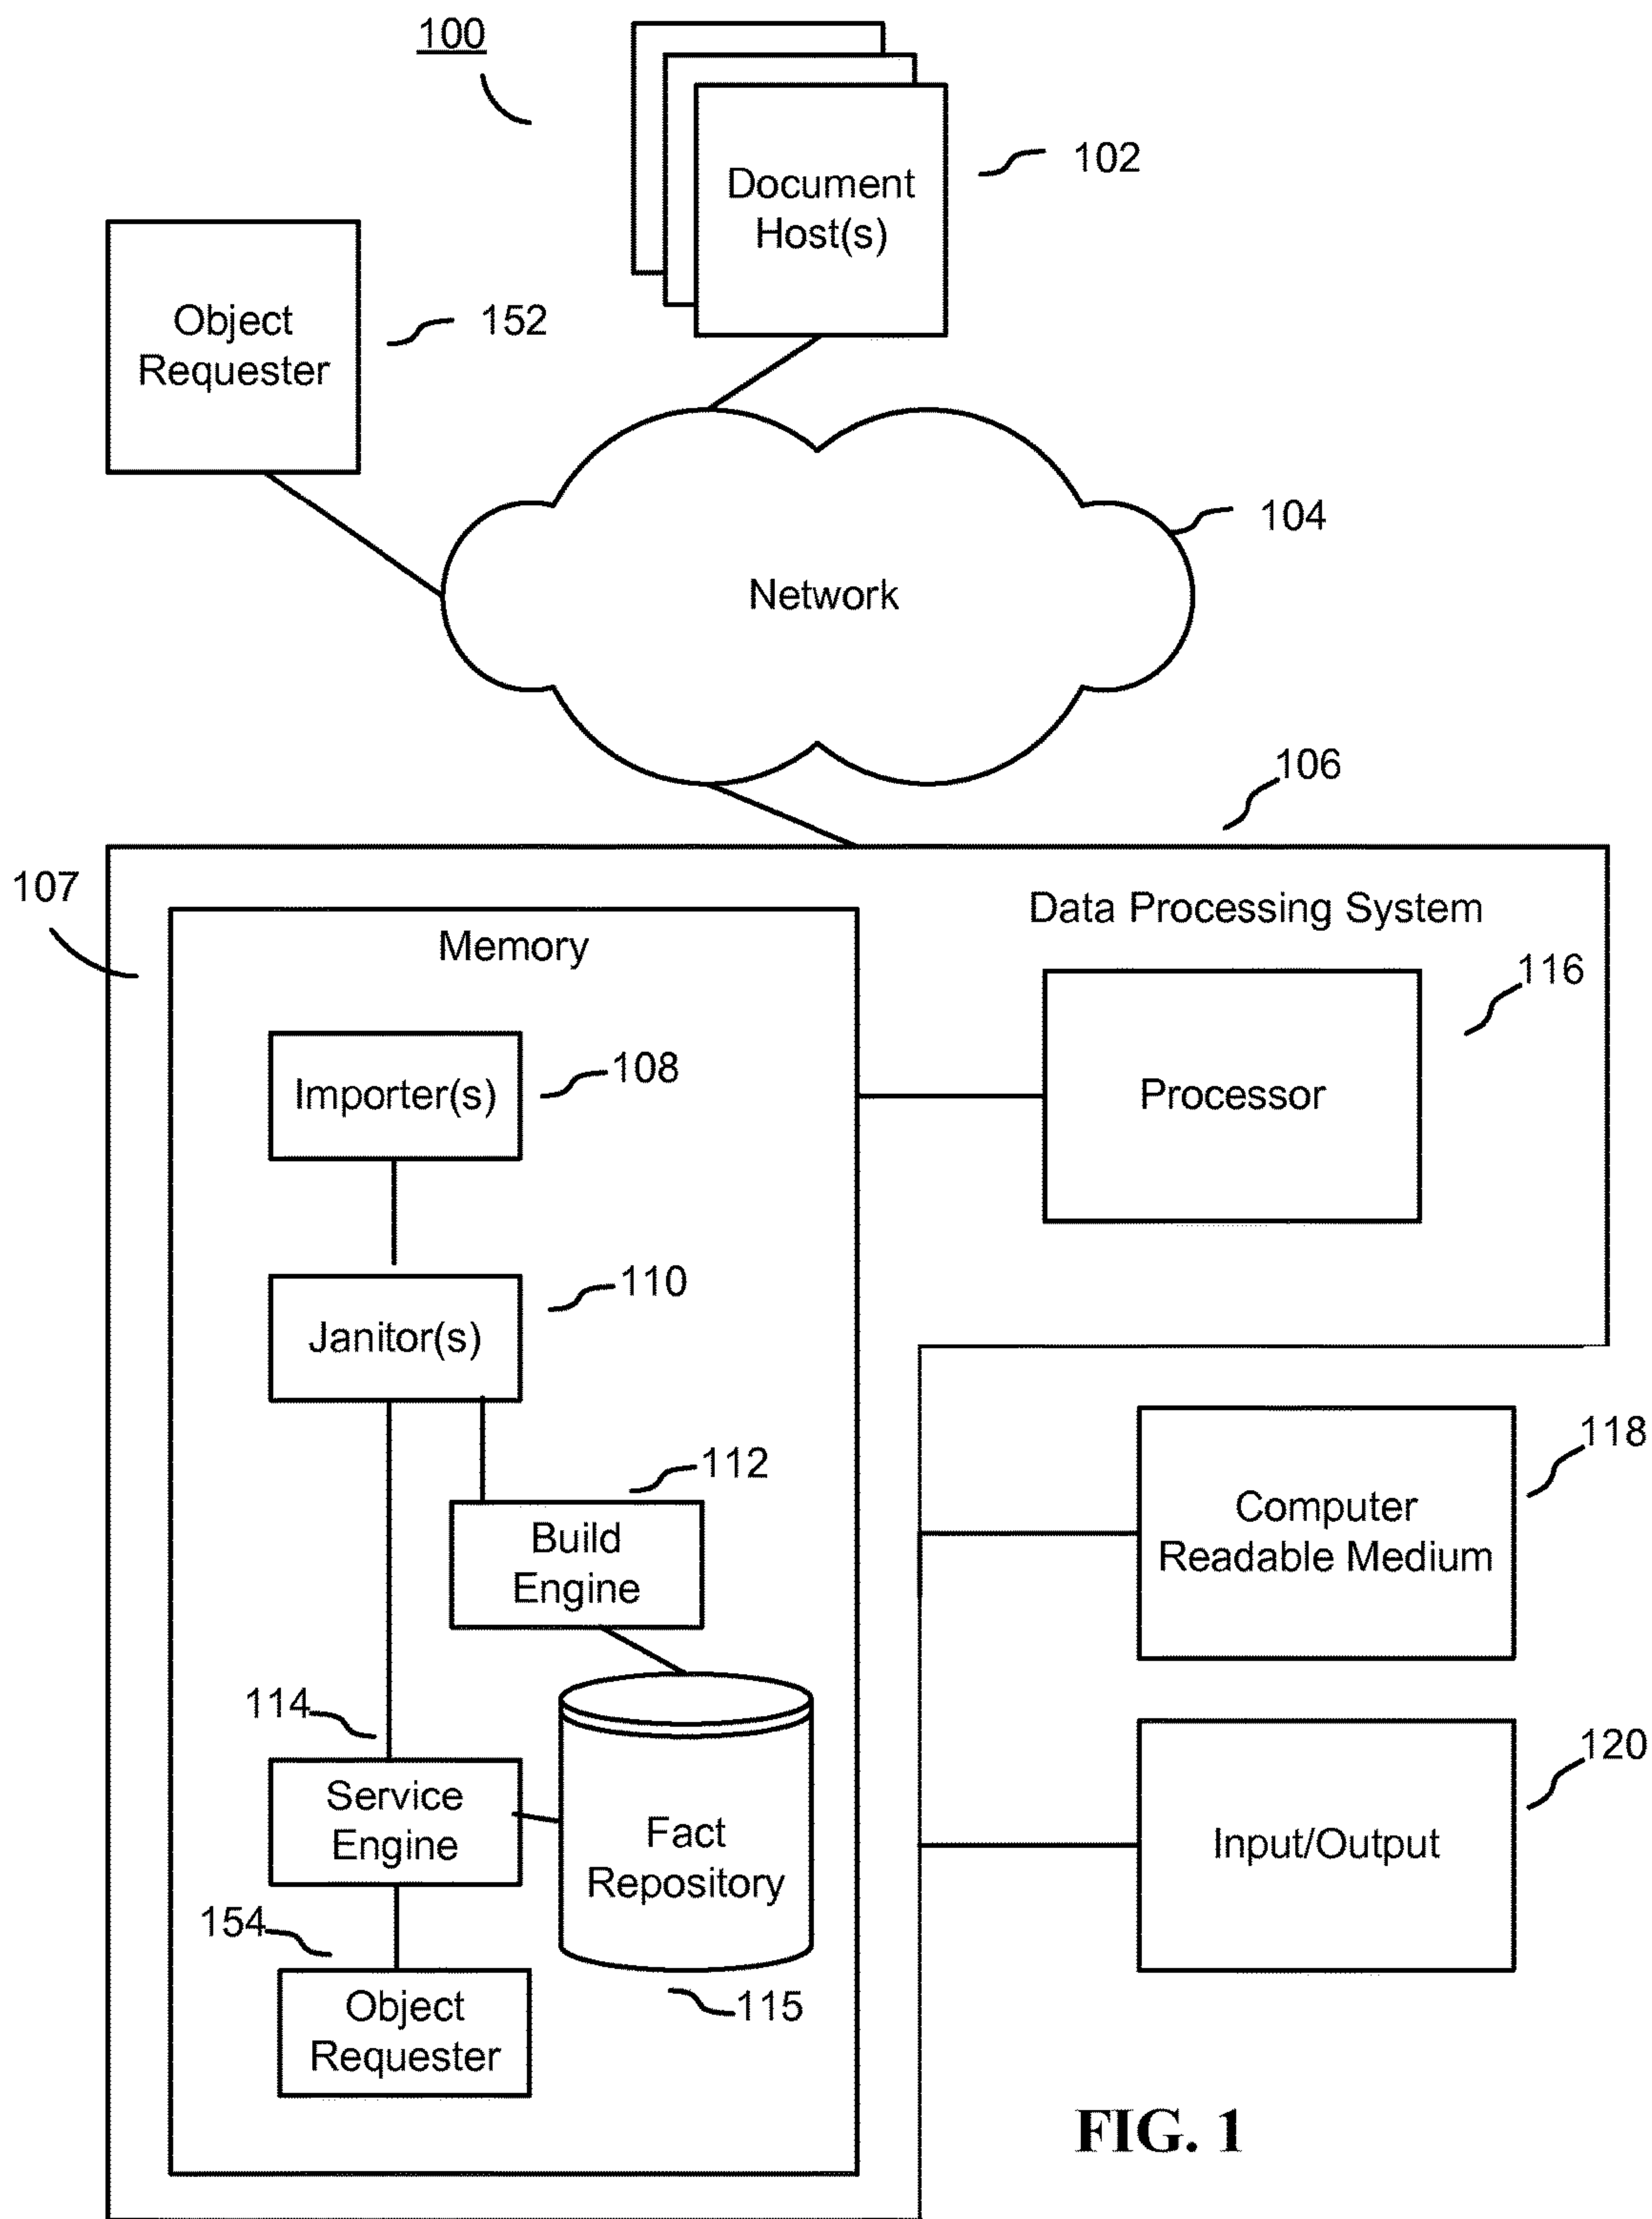 100
Document
Host(s)
102
Object
Requester
152
104
Network
106
107
Data Processing System
Memory
116
Processor
Importer(s)
108
Janitor(s)
110
112
Build
Engine
118
Computer
Readable Medium
114
Service
Engine
Fact
Repository
120
Input/Output
154
Object
Requester
115
FIG. 1